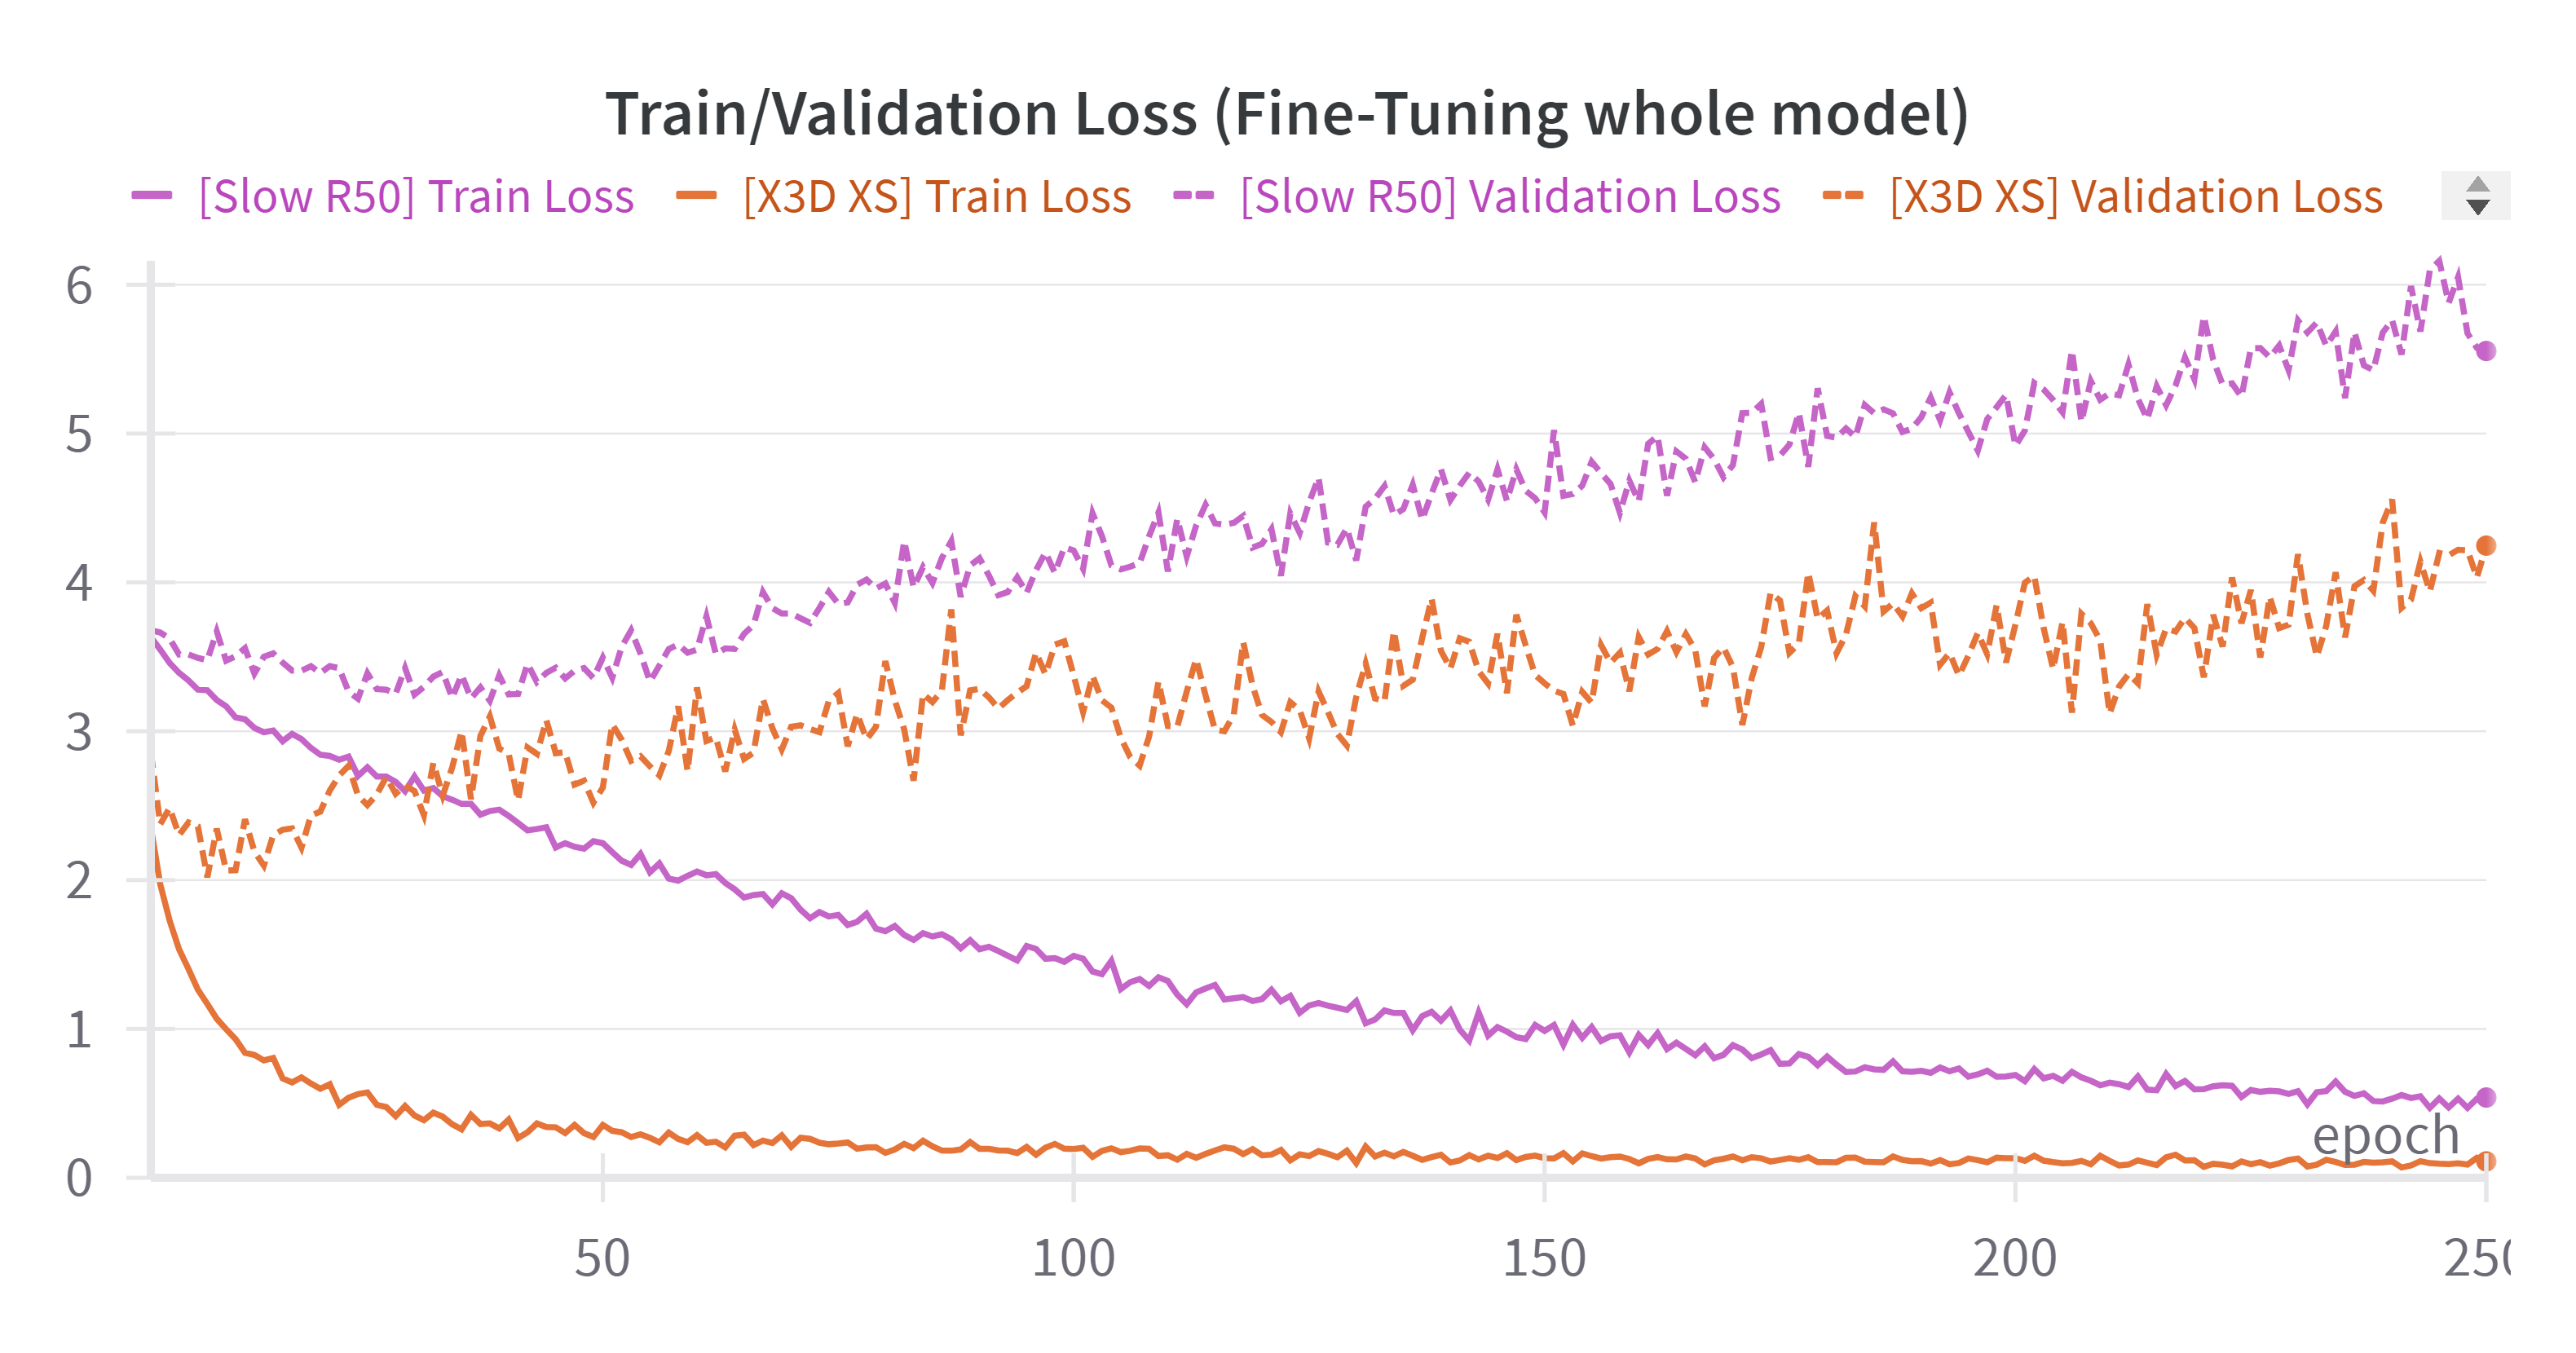 Train/Validation Loss (Fine-Tuning whole model)
[Slow R50] Train Loss [X3D XS] Train Loss [Slow R50] Validation Loss [X3D XS] Validation Loss
6
5
4
3
2
1
0
epoch
50 100 150 200 250